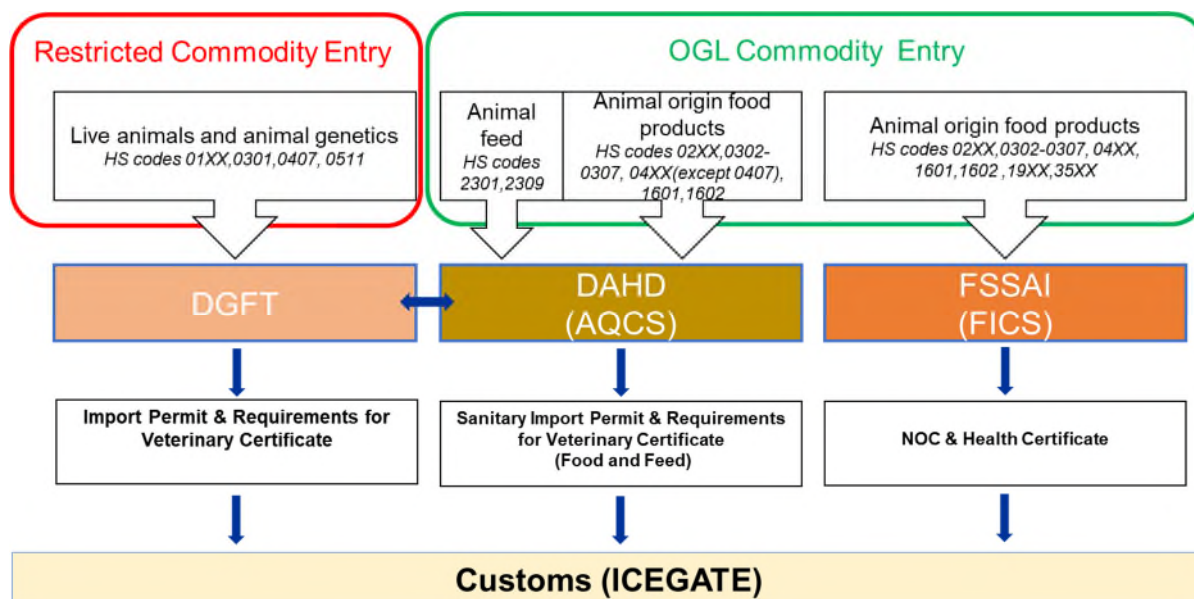 Restricted Commodity Entry
OGL Commodity Entry
Live animals and animal genetics
HS codes 01XX,0301,0407, 0511
Animal
feed
HS codes
2301,2309
Animal origin food
products
HS codes 02XX,0302-
0307, 04XX(except 0407),
1601,1602
Animal origin food products
HS codes 02XX,0302-0307, 04XX,
1601,1602 ,19XX,35XX
DGFT
DAHD
(AQCS)
FSSAI
(FICS)
Import Permit & Requirements for
Veterinary Certificate
Sanitary Import Permit & Requirements
for Veterinary Certificate
(Food and Feed)
NOC & Health Certificate
Customs (ICEGATE)